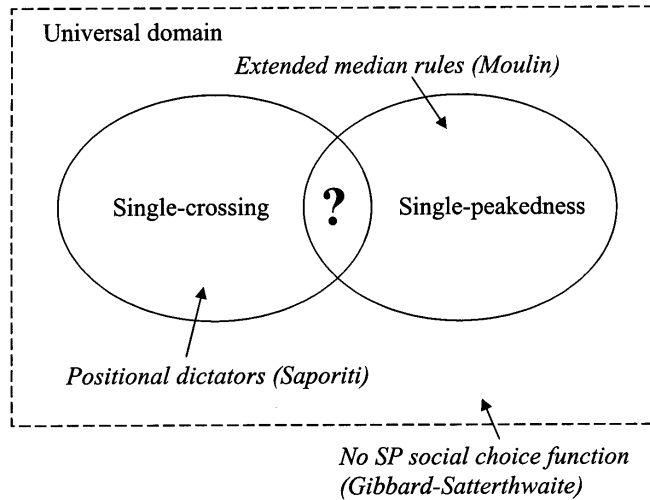 Universal domain
Extended median rules (Moulin)
Single-crossing
?
Single-peakedness
Positional dictators (Saporiti)
No SP social choice function
(Gibbard-Satterthwaite)